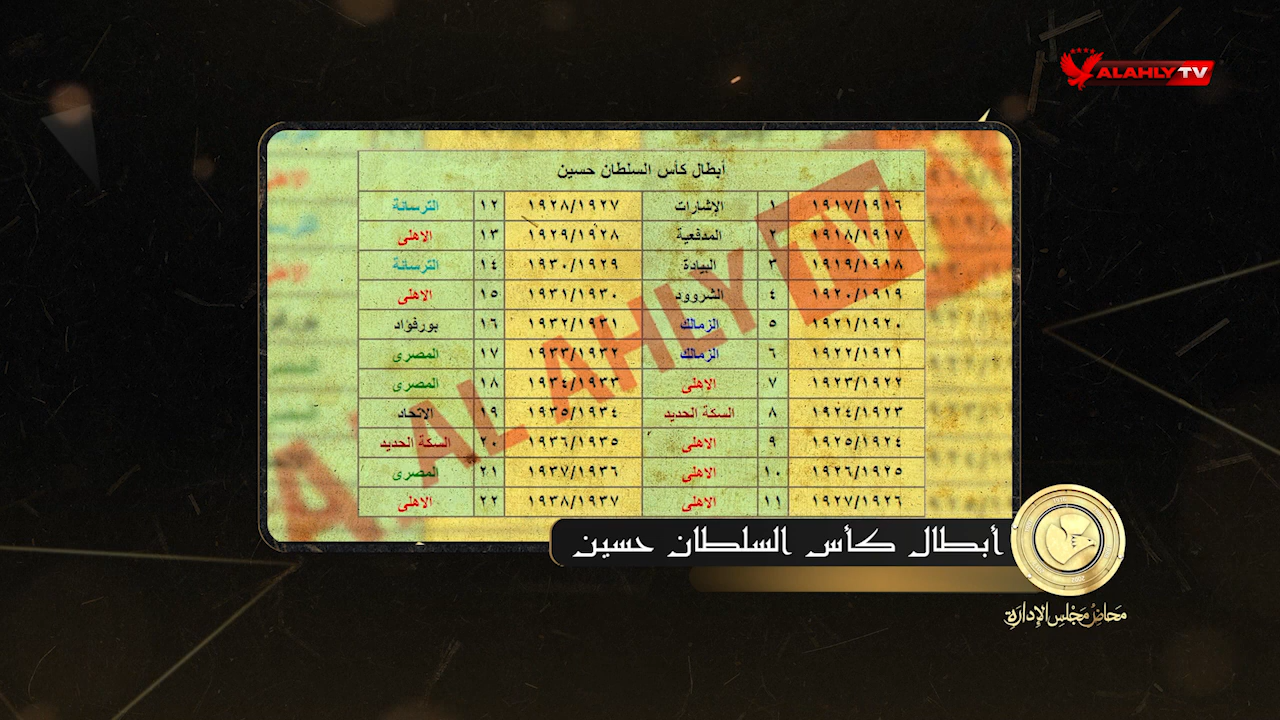 ALAHLYTV
أبطال كأس السلطان حسين
١٩١٧/١٩١٦ ١ الإشارات ١٩٢٨/١٩٢٧ ١٢ الترسانة
١٩١٨/١٩١٧ ٢ المدفعية ١٩٢٩/١٩٢٨ ١٣ الاهلى
١٩١٩/١٩١٨ ٣ البيادة ١٩٣٠/١٩٢٩ ١٤ الترسانة
١٩٢٠/١٩١٩ ٤ الشروود ١٩٣١/١٩٣٠ ١٥ الاهلى
١٩٢١/١٩٢٠ ٥ الزمالك ١٩٣٢/١٩٣١ ١٦ بورفؤاد
١٩٢٢/١٩٢١ ٦ الزمالك ١٩٣٣/١٩٣٢ ١٧ المصرى
١٩٢٣/١٩٢٢ ٧ الاهلى ١٩٣٤/١٩٣٣ ١٨ المصرى
١٩٢٤/١٩٢٣ ٨ السكة الحديد ١٩٣٥/١٩٣٤ ١٩ الاتحاد
١٩٢٥/١٩٢٤ ٩ الاهلى ١٩٣٦/١٩٣٥ ٢٠ السكة الحديد
١٩٢٦/١٩٢٥ ١٠ الاهلى ١٩٣٧/١٩٣٦ ٢١ المصرى
١٩٢٧/١٩٢٦ ١١ الاهلى ١٩٣٨/١٩٣٧ ٢٢ الاهلى
AL AHLY TV
أبطال كأس السلطان حسين
محاضر مجلس الإدارة